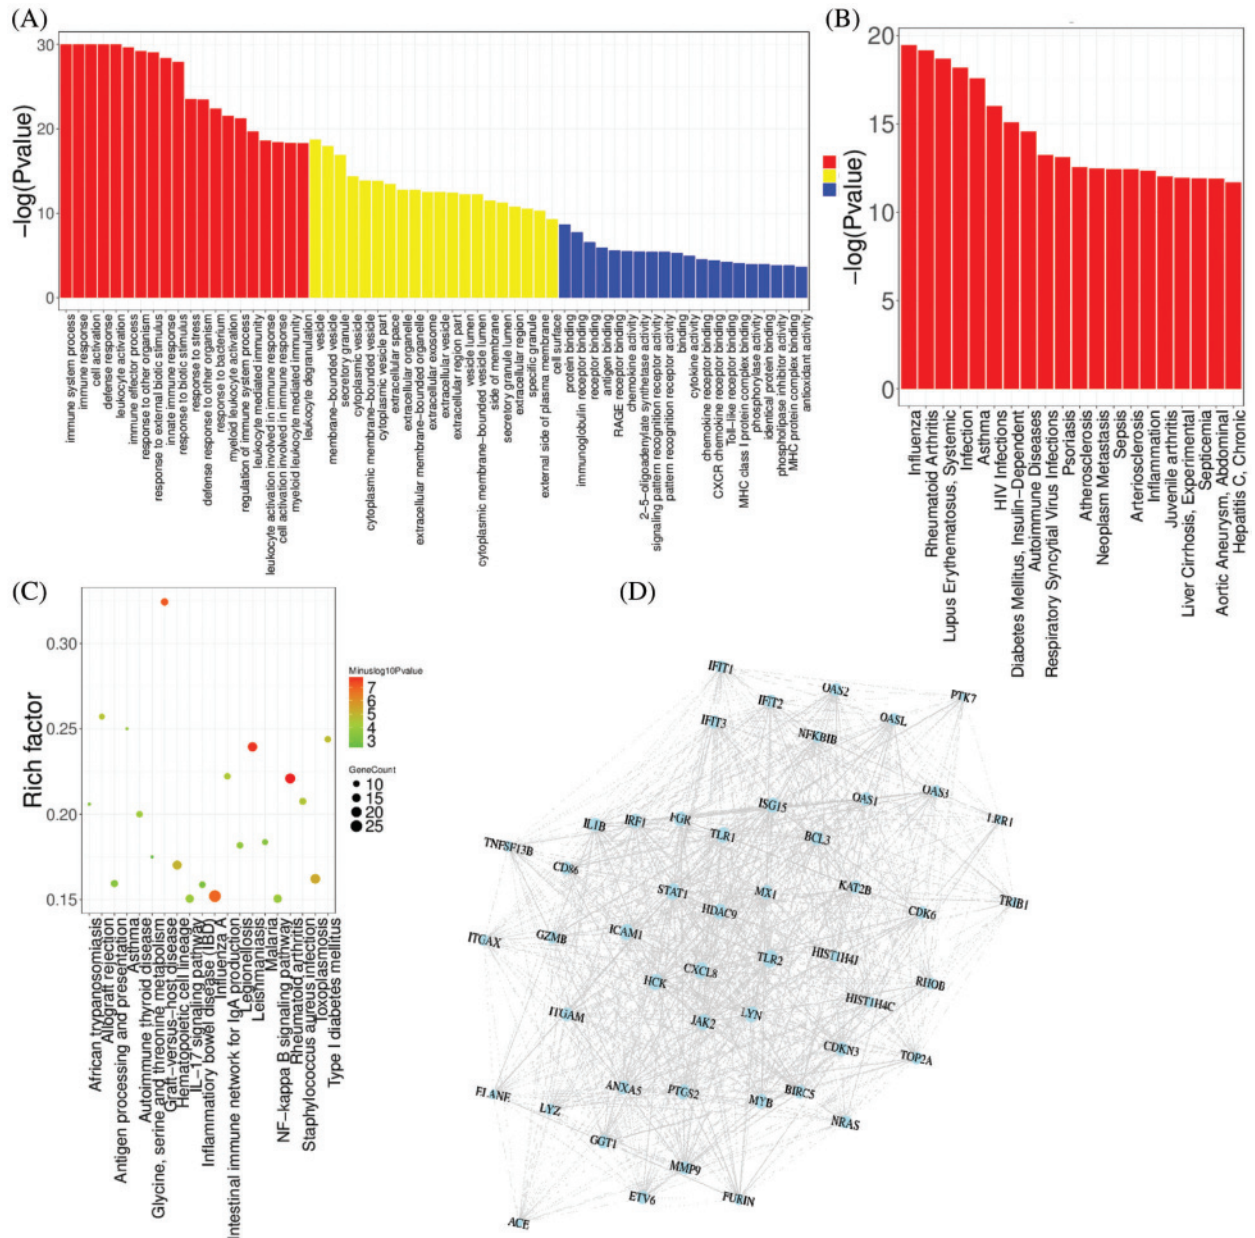 (A)
−log(Pvalue)
30
20
10
0
immune system process
immune response
cell activation
defense response
leukocyte activation
immune effector process
response to other organism
response to external biotic stimulus
innate immune response
response to biotic stimulus
response to stress
defense response to other organism
response to bacterium
myeloid leukocyte activation
regulation of immune system process
leukocyte mediated immunity
leukocyte activation involved in immune response
cell activation involved in immune response
myeloid leukocyte mediated immunity
leukocyte degranulation
vesicle
membrane−bounded vesicle
secretory granule
cytoplasmic vesicle
cytoplasmic membrane−bounded vesicle
cytoplasmic vesicle part
extracellular space
extracellular organelle
extracellular membrane−bounded organelle
extracellular exosome
extracellular vesicle
extracellular region part
vesicle lumen
cytoplasmic membrane−bounded vesicle lumen
side of membrane
secretory granule lumen
extracellular region
specific granule
external side of plasma membrane
cell surface
protein binding
immunoglobulin receptor binding
receptor binding
antigen binding
RAGE receptor binding
chemokine activity
2−5−oligoadenylate synthetase activity
signaling pattern recognition receptor activity
pattern recognition receptor activity
binding
cytokine activity
chemokine receptor binding
CXCR chemokine receptor binding
Toll−like receptor binding
MHC class I protein complex binding
phosphorylase activity
identical protein binding
phospholipase inhibitor activity
MHC protein complex binding
antioxidant activity
(B)
−log(Pvalue)
20
15
10
5
0
Influenza
Rheumatoid Arthritis
Lupus Erythematosus, Systemic
Infection
Asthma
HIV Infections
Diabetes Mellitus, Insulin−Dependent
Autoimmune Diseases
Respiratory Syncytial Virus Infections
Psoriasis
Atherosclerosis
Neoplasm Metastasis
Sepsis
Arteriosclerosis
Inflammation
Juvenile arthritis
Liver Cirrhosis, Experimental
Septicemia
Aortic Aneurysm, Abdominal
Hepatitis C, Chronic
(C)
Rich factor
0.30
0.25
0.20
0.15
African trypanosomiasis
Allograft rejection
Antigen processing and presentation
Asthma
Autoimmune thyroid disease
Glycine, serine and threonine metabolism
Graft−versus−host disease
Hematopoietic cell lineage
IL−17 signaling pathway
Inflammatory bowel disease (IBD)
Influenza A
Intestinal immune network for IgA production
Legionellosis
Leishmaniasis
Malaria
NF−kappa B signaling pathway
Rheumatoid arthritis
Staphylococcus aureus infection
Toxoplasmosis
Type I diabetes mellitus
Minuslog10Pvalue
7
6
5
4
3
GeneCount
10
15
20
25
(D)
IFIT1
OAS2
PTK7
IFIT2
OASL
IFIT3
NFKBIB
OAS3
OAS1
ISG15
LRR1
IL1B
IRF1
FGR
TLR1
BCL3
TNFSF13B
CD86
KAT2B
STAT1
MX1
TRIB1
HDAC9
CDK6
ITGAX
GZMB
ICAM1
TLR2
HIST1H4J
CXCL8
HCK
RHOB
HIST1H4C
ITGAM
LYN
JAK2
CDKN3
TOP2A
ELANE
ANXA5
PTGS2
BIRC5
LYZ
MYB
NRAS
GGT1
MMP9
ETV6
FURIN
ACE